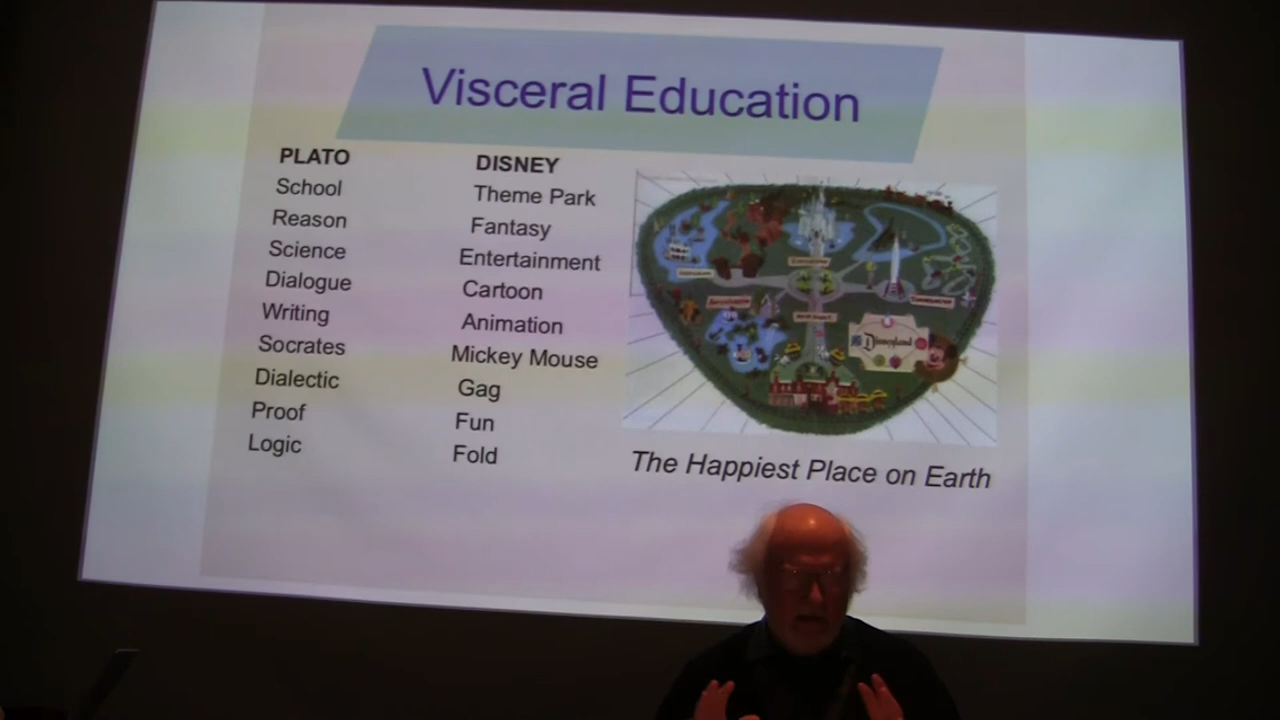 Visceral Education
PLATO DISNEY
School Theme Park
Reason Fantasy
Science Entertainment
Dialogue Cartoon
Writing Animation
Socrates Mickey Mouse
Dialectic Gag
Proof Fun
Logic Fold
Disneyland
The Happiest Place on Earth